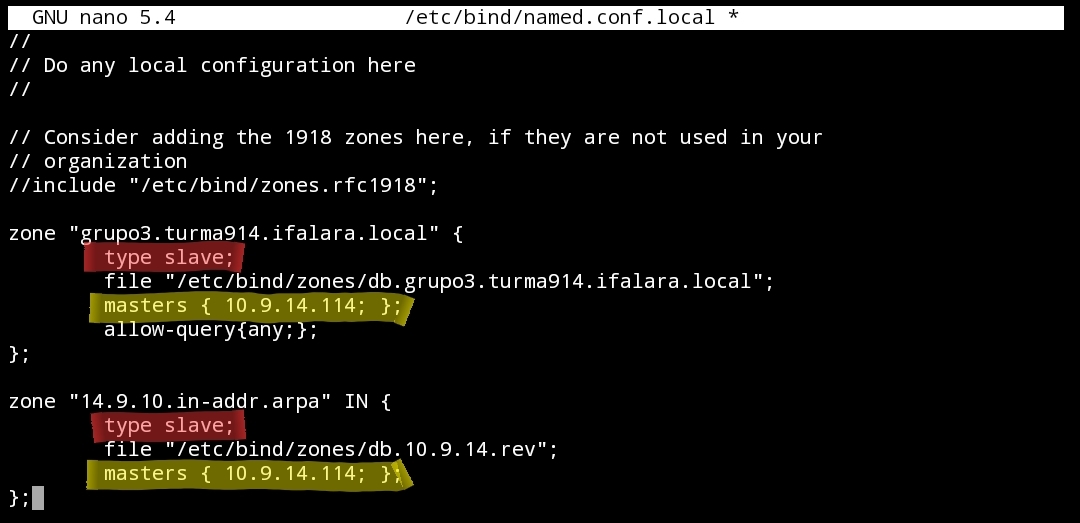 GNU nano 5.4 /etc/bind/named.conf.local *
//
// Do any local configuration here
//
// Consider adding the 1918 zones here, if they are not used in your
// organization
//include "/etc/bind/zones.rfc1918";
zone "grupo3.turma914.ifalara.local" {
type slave;
file "/etc/bind/zones/db.grupo3.turma914.ifalara.local";
masters { 10.9.14.114; };
allow-query{any;};
};
zone "14.9.10.in-addr.arpa" IN {
type slave;
file "/etc/bind/zones/db.10.9.14.rev";
masters { 10.9.14.114; };
};